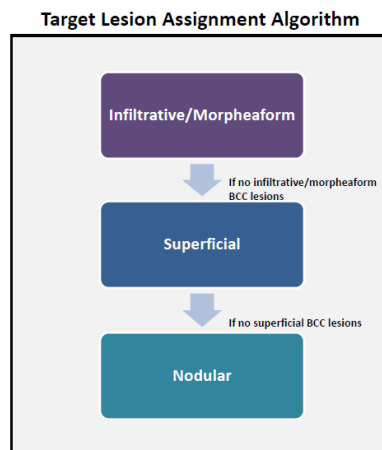 Target Lesion Assignment Algorithm
Infiltrative/Morpheaform
If no infiltrative/morpheaform
BCC lesions
Superficial
If no superficial BCC lesions
Nodular